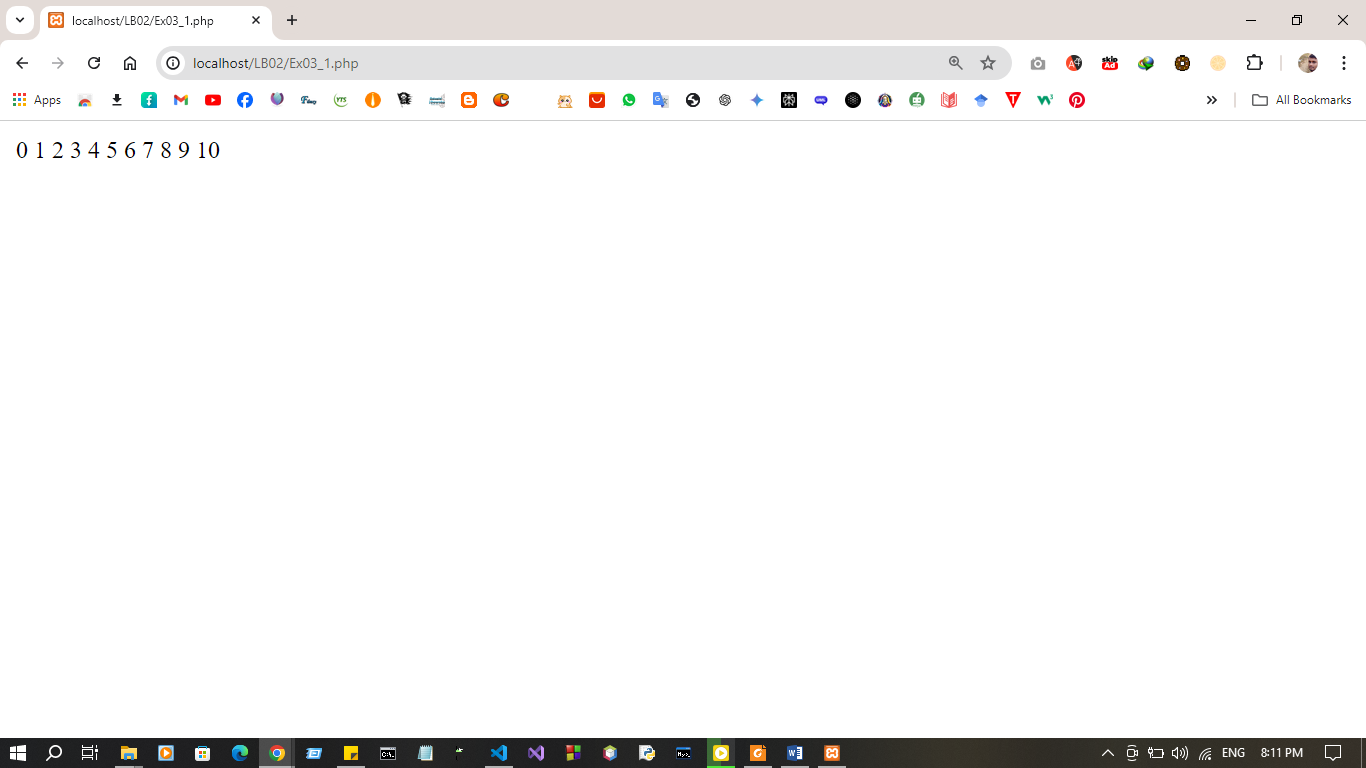 localhost/LB02/Ex03_1.php
localhost/LB02/Ex03_1.php
Apps
All Bookmarks
0 1 2 3 4 5 6 7 8 9 10
ENG
8:11 PM